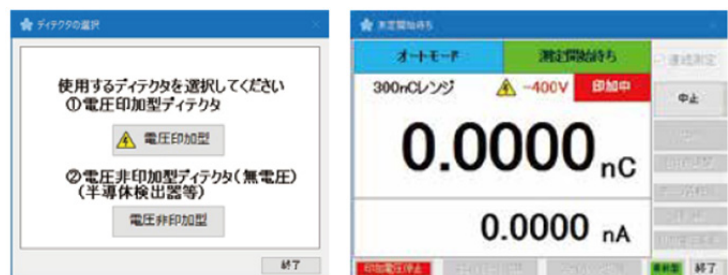 ディテクタの選択
使用するディテクタを選択してください
①電圧印加型ディテクタ
電圧印加型
②電圧非印加型ディテクタ(無電圧)
(半導体検出器等)
電圧非印加型
終了
測定開始待ち
オートモード
測定開始待ち
連続測定
300nCレンジ
-400V
印加中
中止
0.0000 nC
0.0000 nA
印加電圧停止
終了